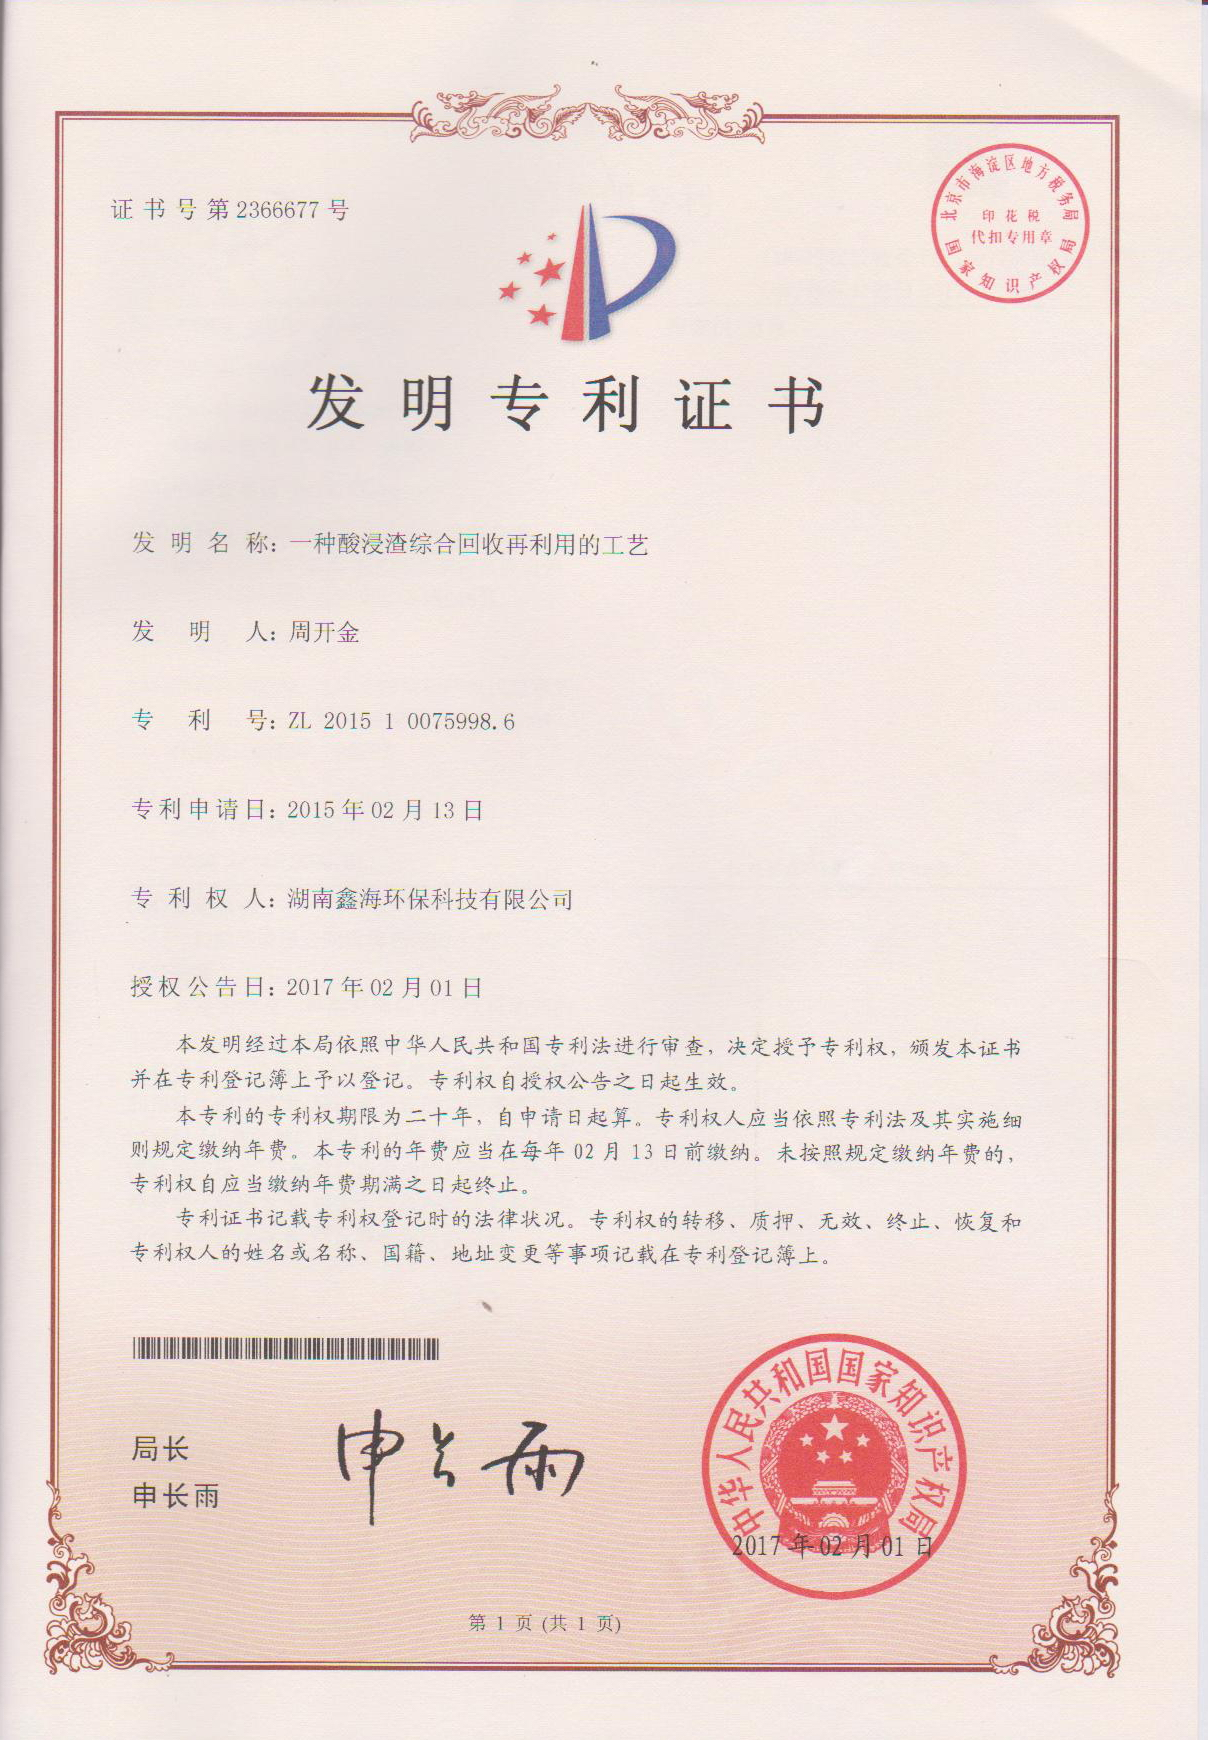 证书号第2366677号
北京市海淀区地方税务局
印花税
代扣专用章
国家知识产权局
发明专利证书
发明名称：一种酸浸渣综合回收再利用的工艺
发明人：周开金
专利号：ZL 2015 1 0075998.6
专利申请日：2015年02月13日
专利权人：湖南鑫海环保科技有限公司
授权公告日：2017年02月01日
本发明经过本局依照中华人民共和国专利法进行审查，决定授予专利权，颁发本证书
并在专利登记簿上予以登记。专利权自授权公告之日起生效。
本专利的专利权期限为二十年，自申请日起算。专利权人应当依照专利法及其实施细
则规定缴纳年费。本专利的年费应当在每年02月13日前缴纳。未按照规定缴纳年费的，
专利权自应当缴纳年费期满之日起终止。
专利证书记载专利权登记时的法律状况。专利权的转移、质押、无效、终止、恢复和
专利权人的姓名或名称、国籍、地址变更等事项记载在专利登记簿上。
局长
申长雨
申长雨
中华人民共和国国家知识产权局
2017年02月01日
第 1 页 (共 1 页)